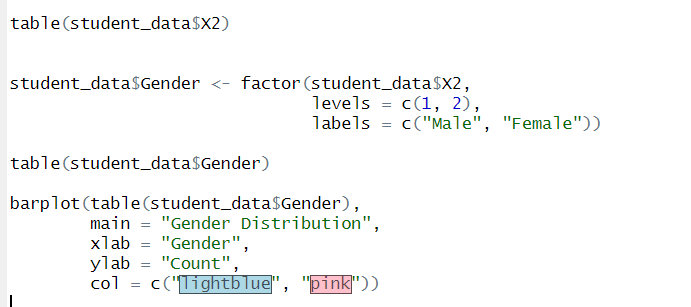 table(student_data$X2)
student_data$Gender <- factor(student_data$X2,
levels = c(1, 2),
labels = c("Male", "Female"))
table(student_data$Gender)
barplot(table(student_data$Gender),
main = "Gender Distribution",
xlab = "Gender",
ylab = "Count",
col = c("lightblue", "pink"))